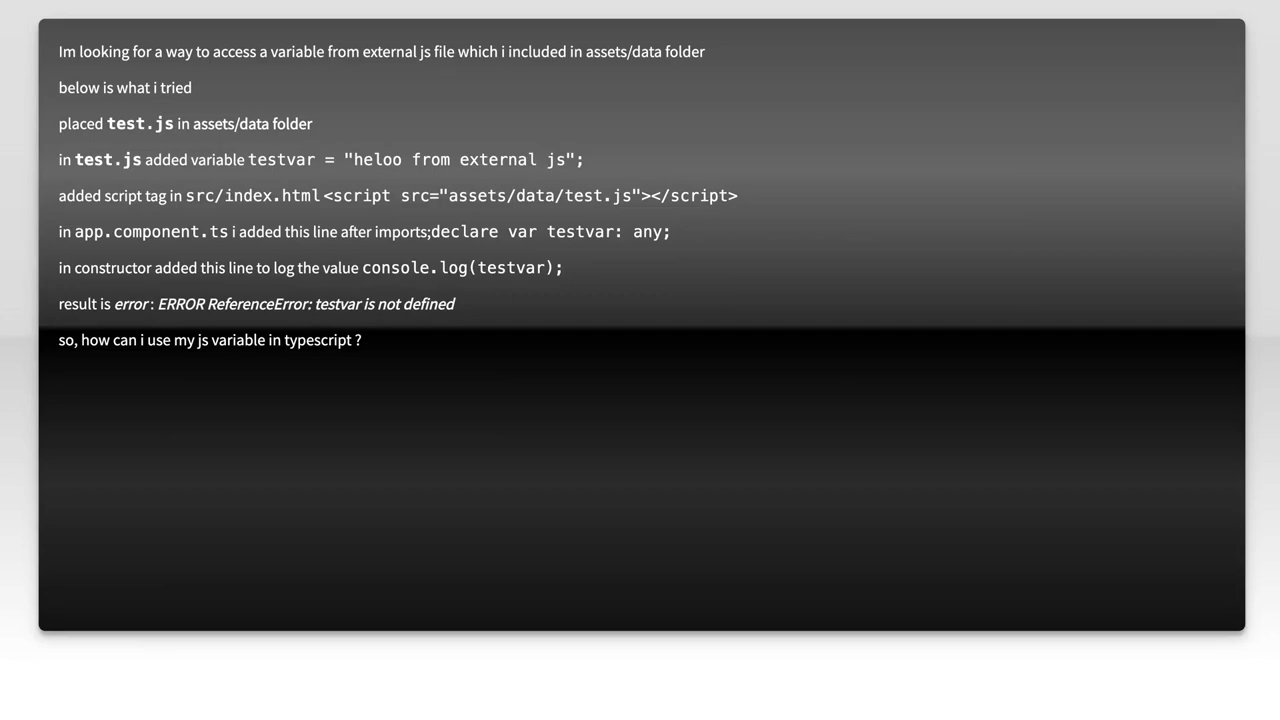 Im looking for a way to access a variable from external js file which i included in assets/data folder
below is what i tried
placed test.js in assets/data folder
in test.js added variable testvar = "heloo from external js";
added script tag in src/index.html <script src="assets/data/test.js"></script>
in app.component.ts i added this line after imports;declare var testvar: any;
in constructor added this line to log the value console.log(testvar);
result is error : ERROR ReferenceError: testvar is not defined
so, how can i use my js variable in typescript ?